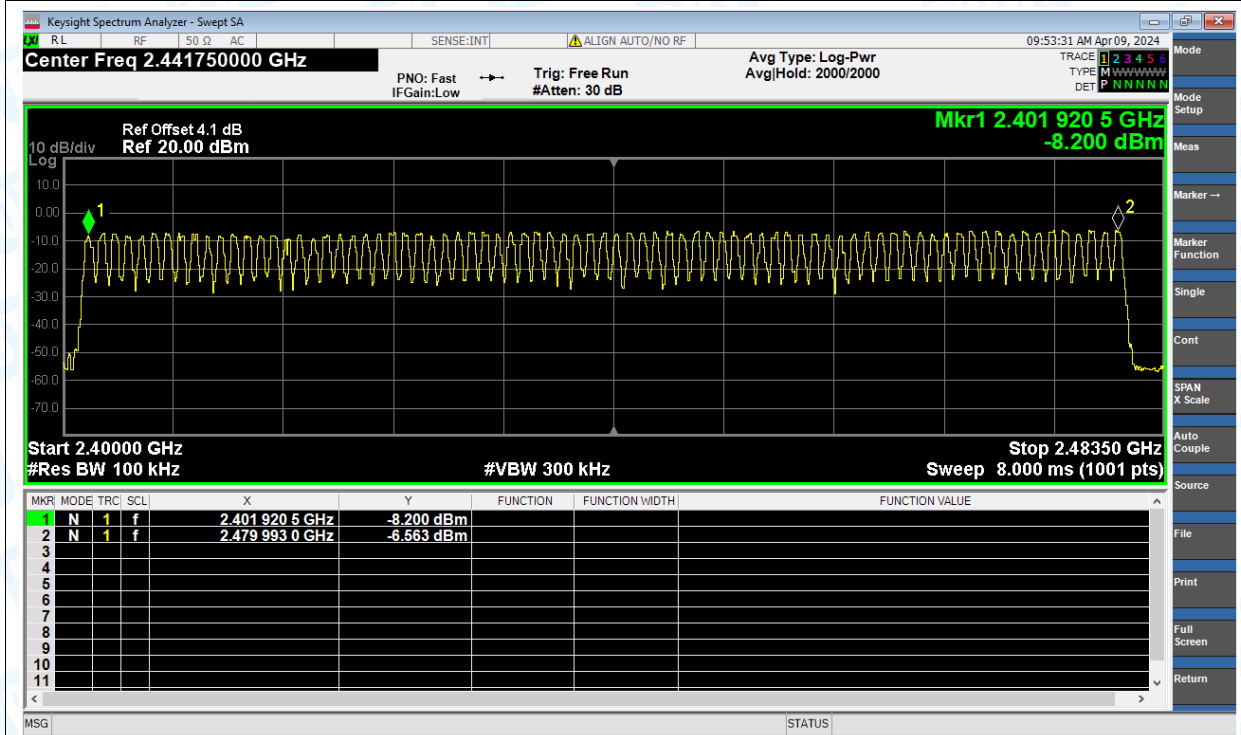 Keysight Spectrum Analyzer - Swept SA
LXI RL RF 50 Ω AC SENSE:INT ALIGN AUTO/NO RF 09:53:31 AM Apr 09, 2024
Center Freq 2.441750000 GHz
PNO: Fast
IFGain:Low
Trig: Free Run
#Atten: 30 dB
Avg Type: Log-Pwr
Avg|Hold: 2000/2000
TRACE 1 2 3 4 5 6
TYPE M W W W W W
DET P N N N N N
Mkr1 2.401 920 5 GHz
-8.200 dBm
Ref Offset 4.1 dB
10 dB/div Ref 20.00 dBm
Log
10.0
0.00
-10.0
-20.0
-30.0
-40.0
-50.0
-60.0
-70.0
1
2
Start 2.40000 GHz Stop 2.48350 GHz
#Res BW 100 kHz #VBW 300 kHz Sweep 8.000 ms (1001 pts)
MKR MODE TRC SCL X Y FUNCTION FUNCTION WIDTH FUNCTION VALUE
1 N 1 f 2.401 920 5 GHz -8.200 dBm
2 N 1 f 2.479 993 0 GHz -6.563 dBm
3
4
5
6
7
8
9
10
11
MSG STATUS
Mode
Mode Setup
Meas
Marker →
Marker Function
Single
Cont
SPAN X Scale
Auto Couple
Source
File
Print
Full Screen
Return